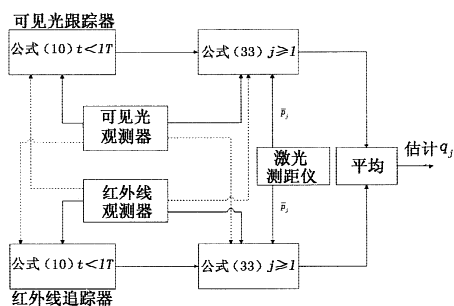 可见光跟踪器
公式(10)t<1T
公式(33)j≥1
可见光
观测器
p̅ⱼ
激光
测距仪
平均
估计qⱼ
红外线
观测器
p̅ⱼ
公式(10)t<1T
公式(33)j≥1
红外线追踪器